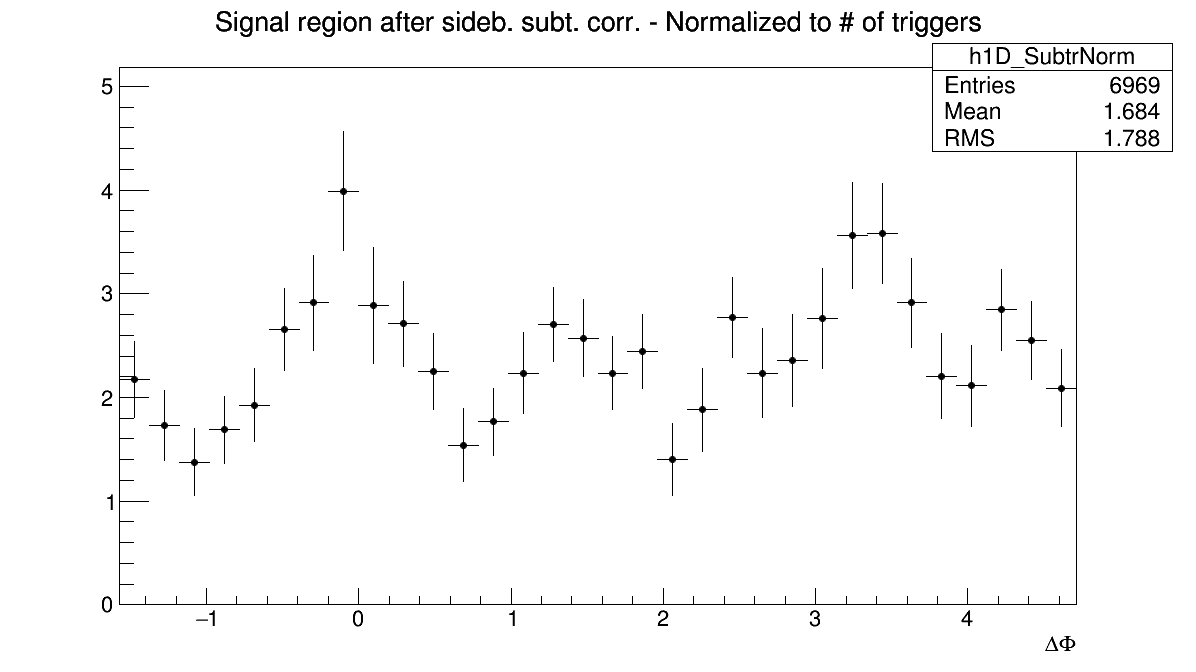 Signal region after sideb. subt. corr. - Normalized to # of triggers
h1D_SubtrNorm
Entries 6969
Mean 1.684
RMS 1.788
5
4
3
2
1
0
−1 0 1 2 3 4
ΔΦ